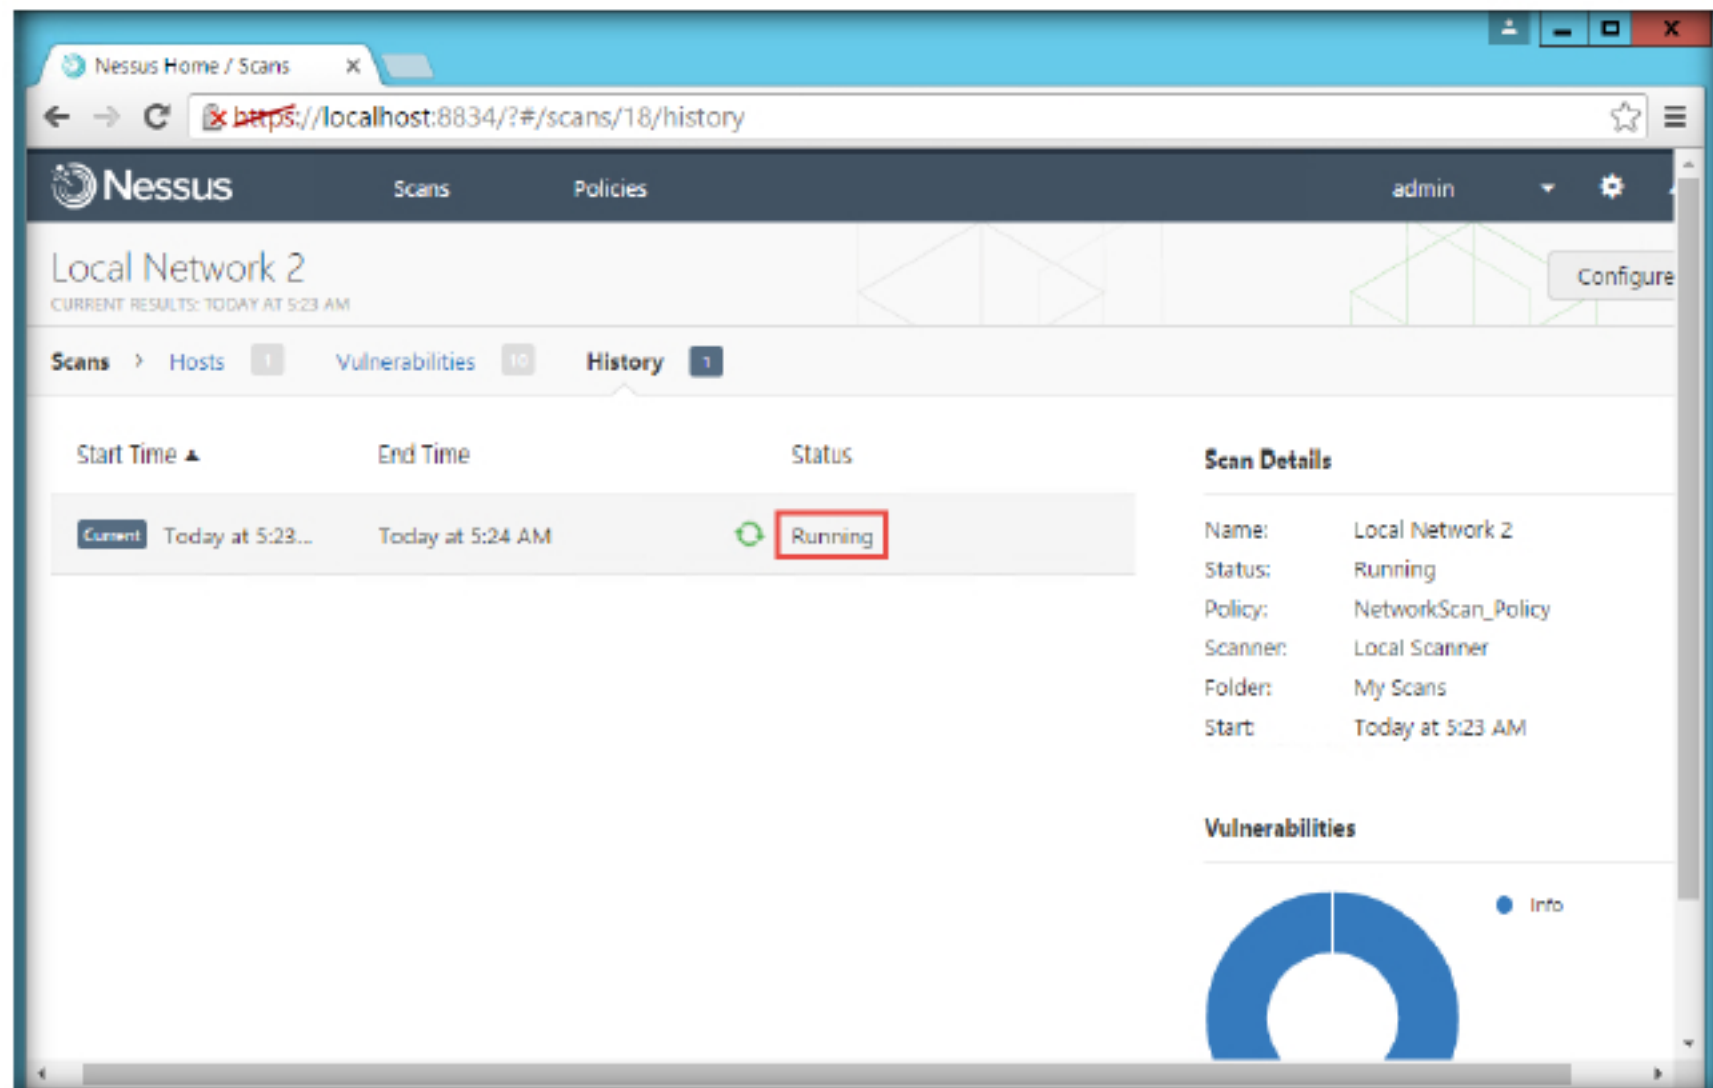 Nessus Home / Scans
https://localhost:8834/?#/scans/18/history
Nessus Scans Policies admin
Local Network 2
Configure
CURRENT RESULTS: TODAY AT 5:23 AM
Scans > Hosts 1 Vulnerabilities 10 History 1
Start Time End Time Status
Current Today at 5:23... Today at 5:24 AM Running
Scan Details
Name: Local Network 2
Status: Running
Policy: NetworkScan_Policy
Scanner: Local Scanner
Folder: My Scans
Start: Today at 5:23 AM
Vulnerabilities
Info